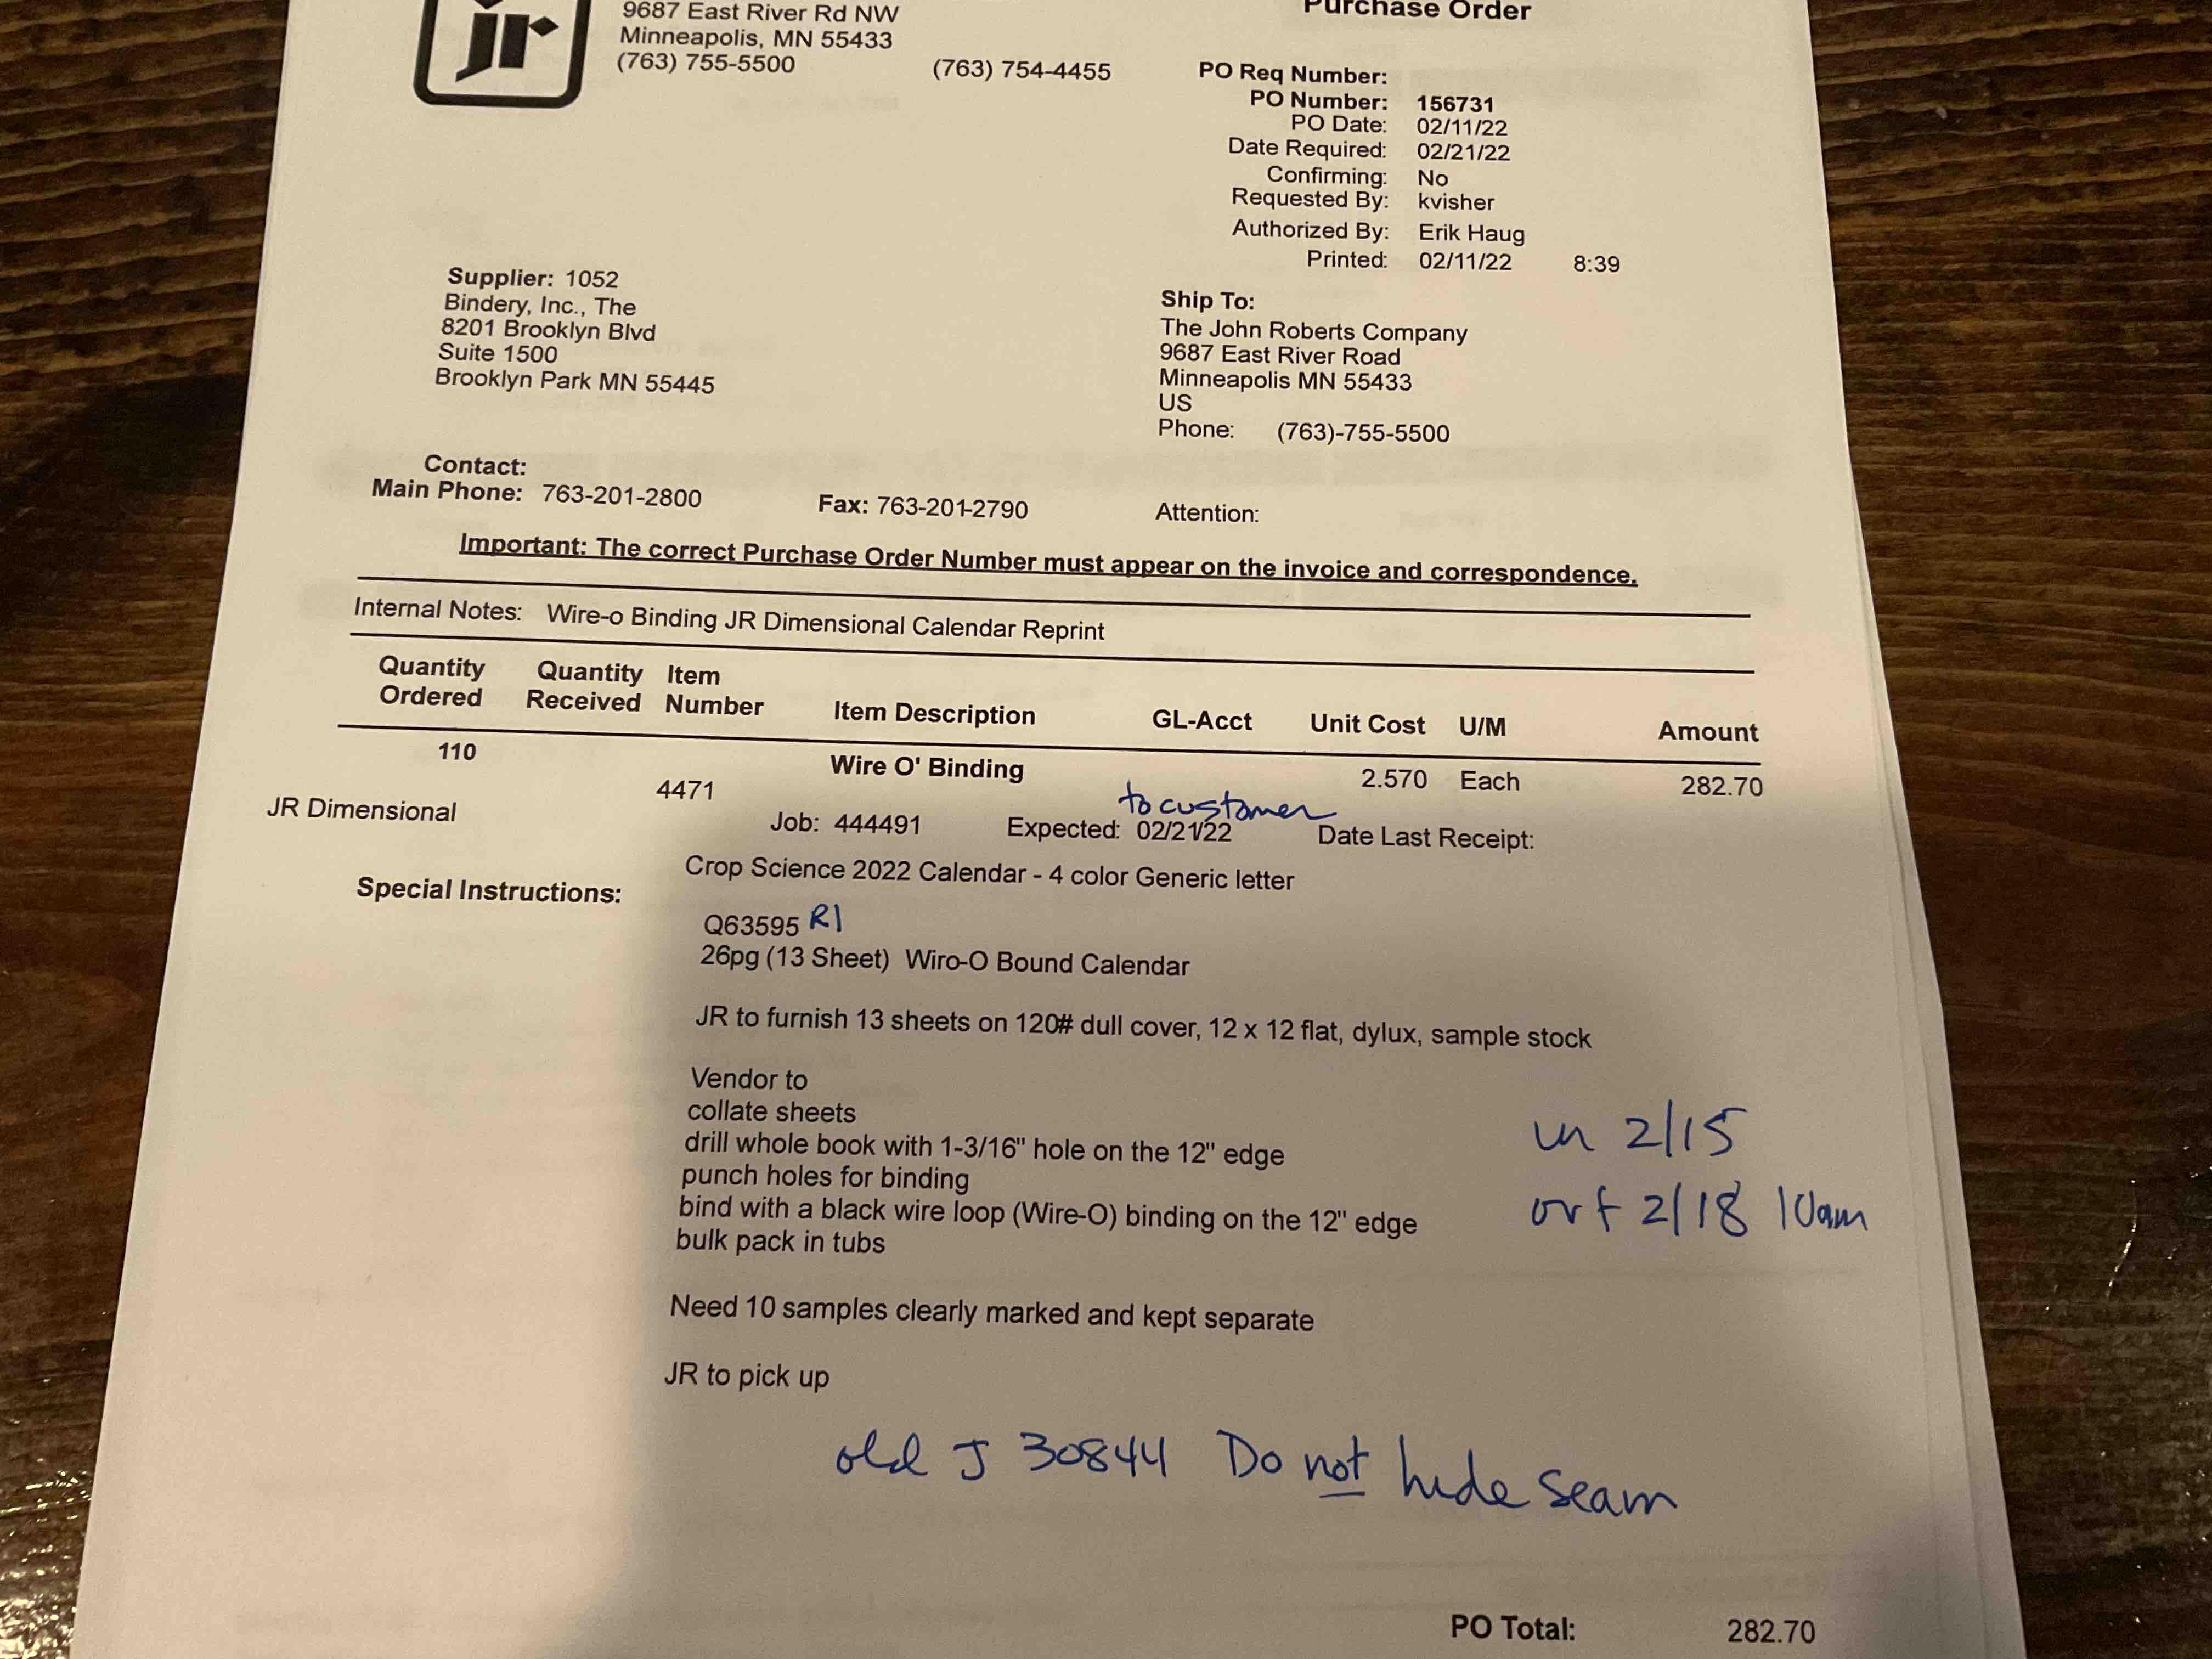 jr
9687 East River Rd NW
Minneapolis, MN 55433
(763) 755-5500 (763) 754-4455
Purchase Order
PO Req Number:
PO Number: 156731
PO Date: 02/11/22
Date Required: 02/21/22
Confirming: No
Requested By: kvisher
Authorized By: Erik Haug
Printed: 02/11/22 8:39
Supplier: 1052
Bindery, Inc., The
8201 Brooklyn Blvd
Suite 1500
Brooklyn Park MN 55445
Ship To:
The John Roberts Company
9687 East River Road
Minneapolis MN 55433
US
Phone: (763)-755-5500
Contact:
Main Phone: 763-201-2800 Fax: 763-201-2790 Attention:
Important: The correct Purchase Order Number must appear on the invoice and correspondence.
Internal Notes: Wire-o Binding JR Dimensional Calendar Reprint
Quantity Ordered Quantity Received Item Number Item Description GL-Acct Unit Cost U/M Amount
110 Wire O' Binding 2.570 Each 282.70
4471
to customer
JR Dimensional Job: 444491 Expected: 02/21/22 Date Last Receipt:
Crop Science 2022 Calendar - 4 color Generic letter
Special Instructions:
Q63595 R1
26pg (13 Sheet) Wiro-O Bound Calendar
JR to furnish 13 sheets on 120# dull cover, 12 x 12 flat, dylux, sample stock
Vendor to
collate sheets
drill whole book with 1-3/16" hole on the 12" edge
punch holes for binding
bind with a black wire loop (Wire-O) binding on the 12" edge
bulk pack in tubs
in 2/15
out 2/18 10am
Need 10 samples clearly marked and kept separate
JR to pick up
old J 30844 Do not hide seam
PO Total: 282.70